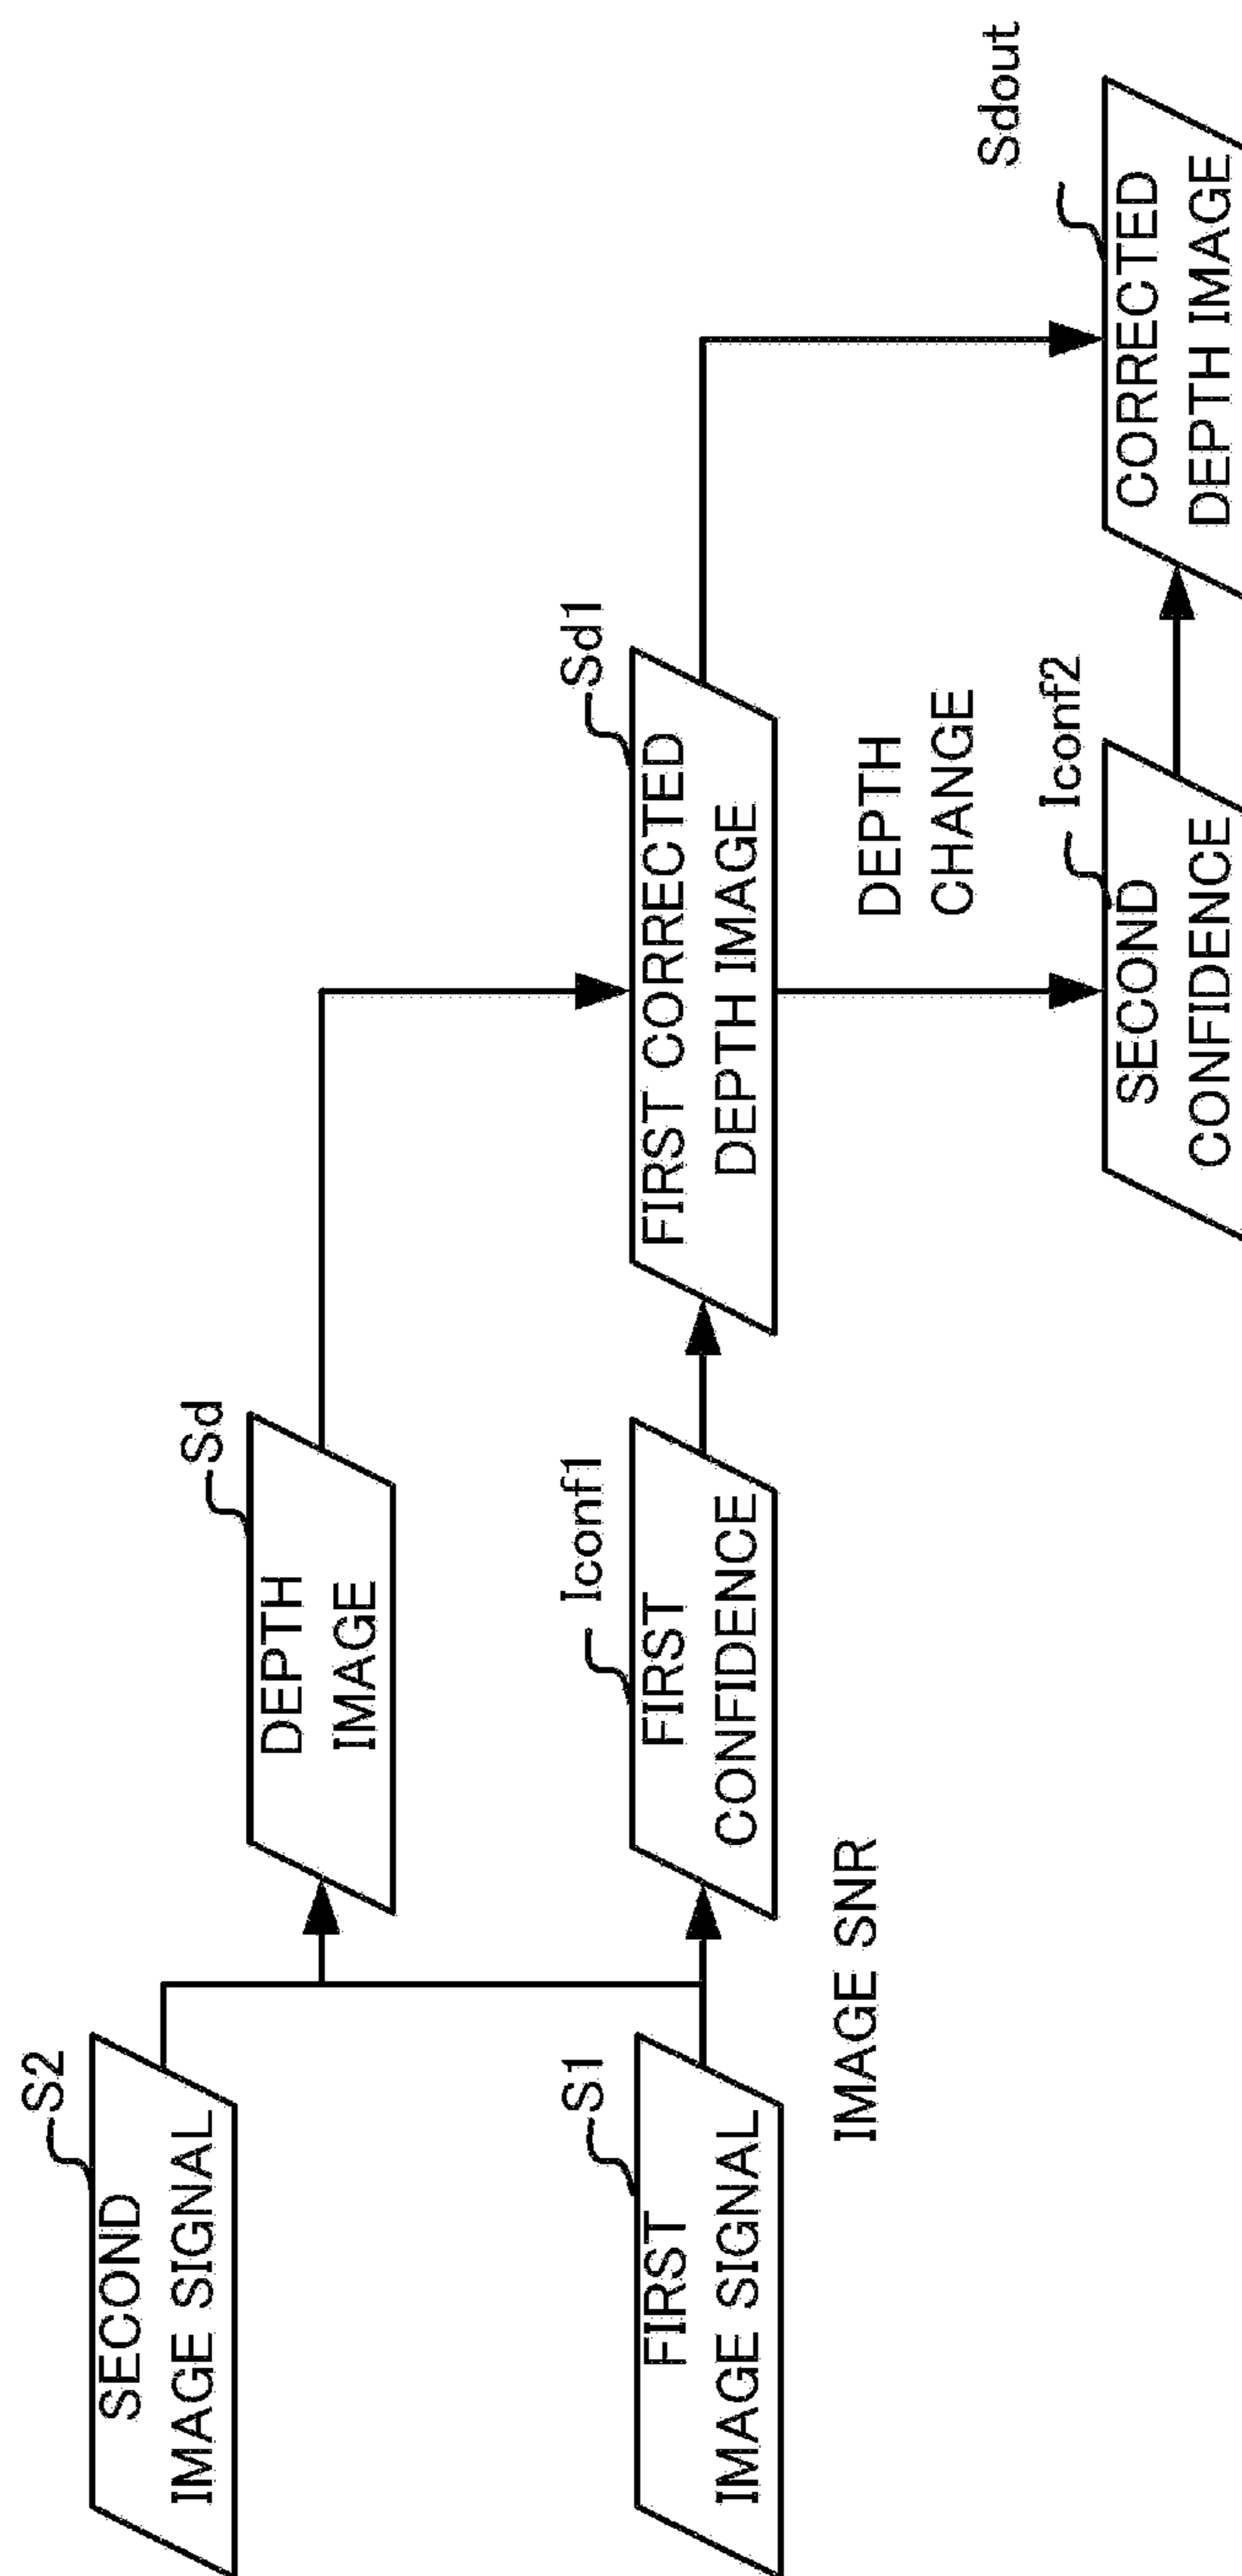 S2
SECOND
IMAGE SIGNAL
Sd
DEPTH
IMAGE
S1
FIRST
IMAGE SIGNAL
IMAGE SNR
Iconf1
FIRST
CONFIDENCE
Sd1
FIRST CORRECTED
DEPTH IMAGE
DEPTH
CHANGE
Iconf2
SECOND
CONFIDENCE
Sdout
CORRECTED
DEPTH IMAGE